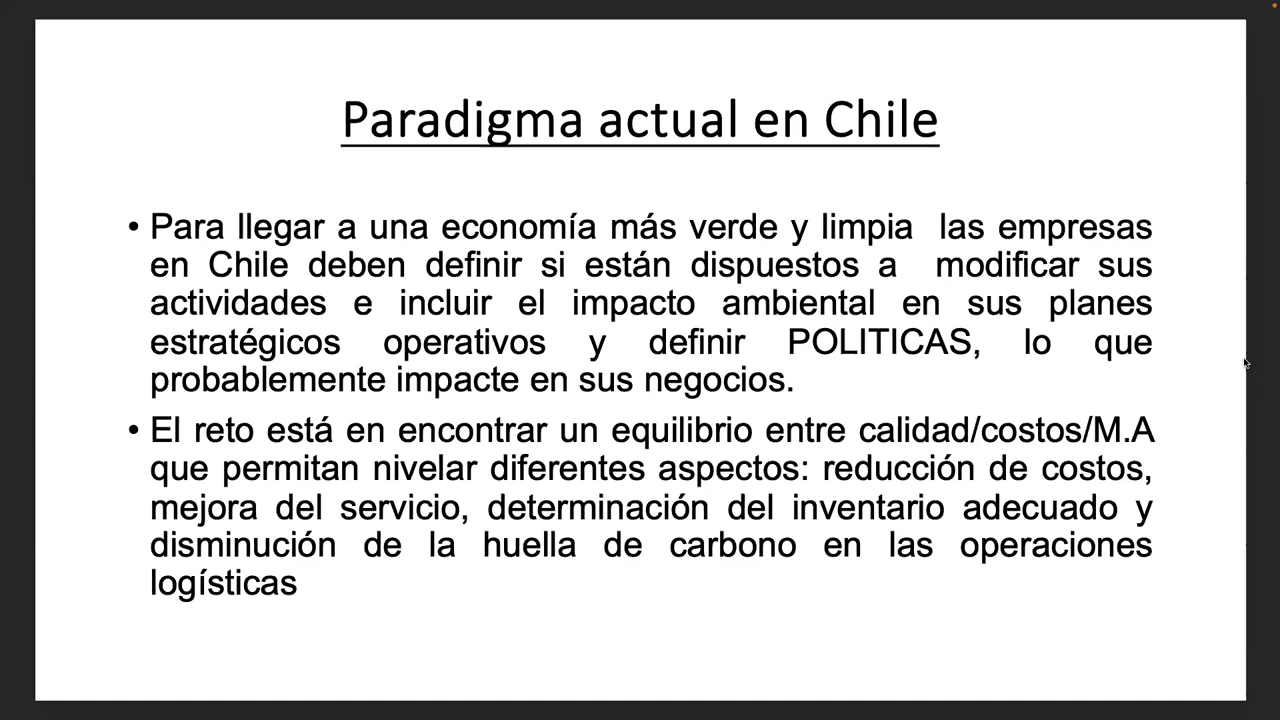 Paradigma actual en Chile
• Para llegar a una economía más verde y limpia  las empresas
en Chile deben definir si están dispuestos a  modificar sus
actividades e incluir el impacto ambiental en sus planes
estratégicos operativos y definir POLITICAS, lo que
probablemente impacte en sus negocios.
• El reto está en encontrar un equilibrio entre calidad/costos/M.A
que permitan nivelar diferentes aspectos: reducción de costos,
mejora del servicio, determinación del inventario adecuado y
disminución de la huella de carbono en las operaciones
logísticas